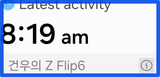 Latest activity
8:19 am
건우의 Z Flip6